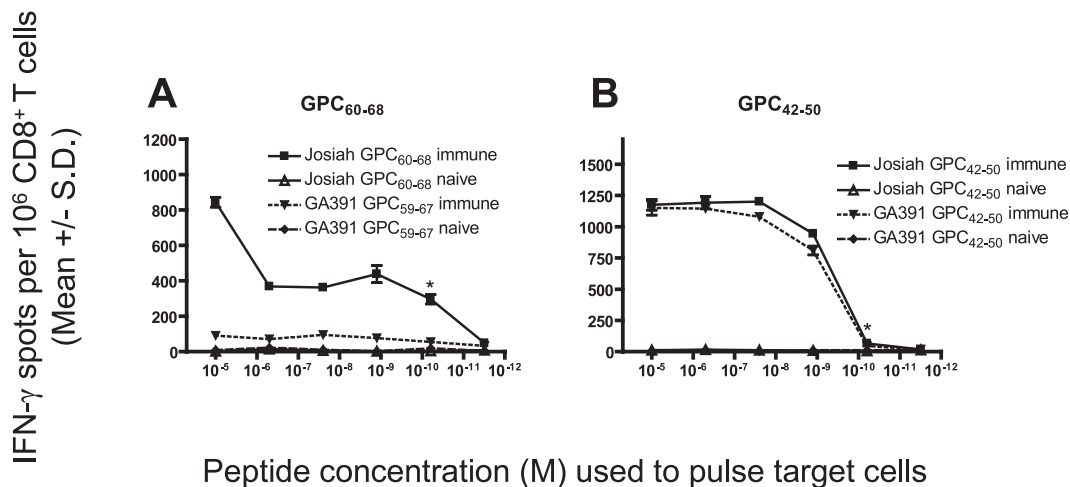 IFN-γ spots per 10⁶ CD8⁺ T cells
(Mean +/- S.D.)
A
GPC₆₀₋₆₈
1200
1000
800
600
400
200
0
Josiah GPC₆₀₋₆₈ immune
Josiah GPC₆₀₋₆₈ naive
GA391 GPC₅₉₋₆₇ immune
GA391 GPC₅₉₋₆₇ naive
*
10⁻⁵ 10⁻⁶ 10⁻⁷ 10⁻⁸ 10⁻⁹ 10⁻¹⁰ 10⁻¹¹ 10⁻¹²
B
GPC₄₂₋₅₀
1500
1250
1000
750
500
250
0
Josiah GPC₄₂₋₅₀ immune
Josiah GPC₄₂₋₅₀ naive
GA391 GPC₄₂₋₅₀ immune
GA391 GPC₄₂₋₅₀ naive
*
10⁻⁵ 10⁻⁶ 10⁻⁷ 10⁻⁸ 10⁻⁹ 10⁻¹⁰ 10⁻¹¹ 10⁻¹²
Peptide concentration (M) used to pulse target cells